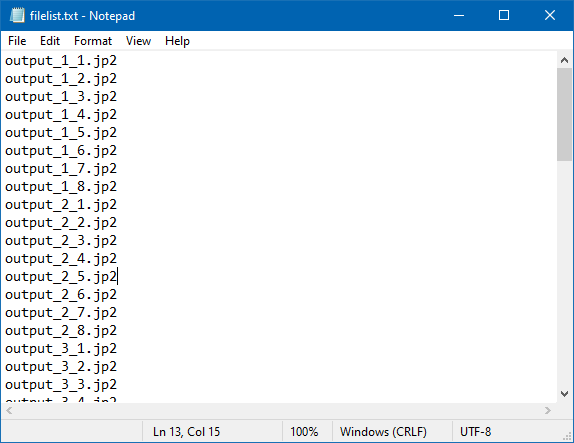 filelist.txt - Notepad
File Edit Format View Help
output_1_1.jp2
output_1_2.jp2
output_1_3.jp2
output_1_4.jp2
output_1_5.jp2
output_1_6.jp2
output_1_7.jp2
output_1_8.jp2
output_2_1.jp2
output_2_2.jp2
output_2_3.jp2
output_2_4.jp2
output_2_5.jp2
output_2_6.jp2
output_2_7.jp2
output_2_8.jp2
output_3_1.jp2
output_3_2.jp2
output_3_3.jp2
output_3_4.jp2
Ln 13, Col 15 100% Windows (CRLF) UTF-8